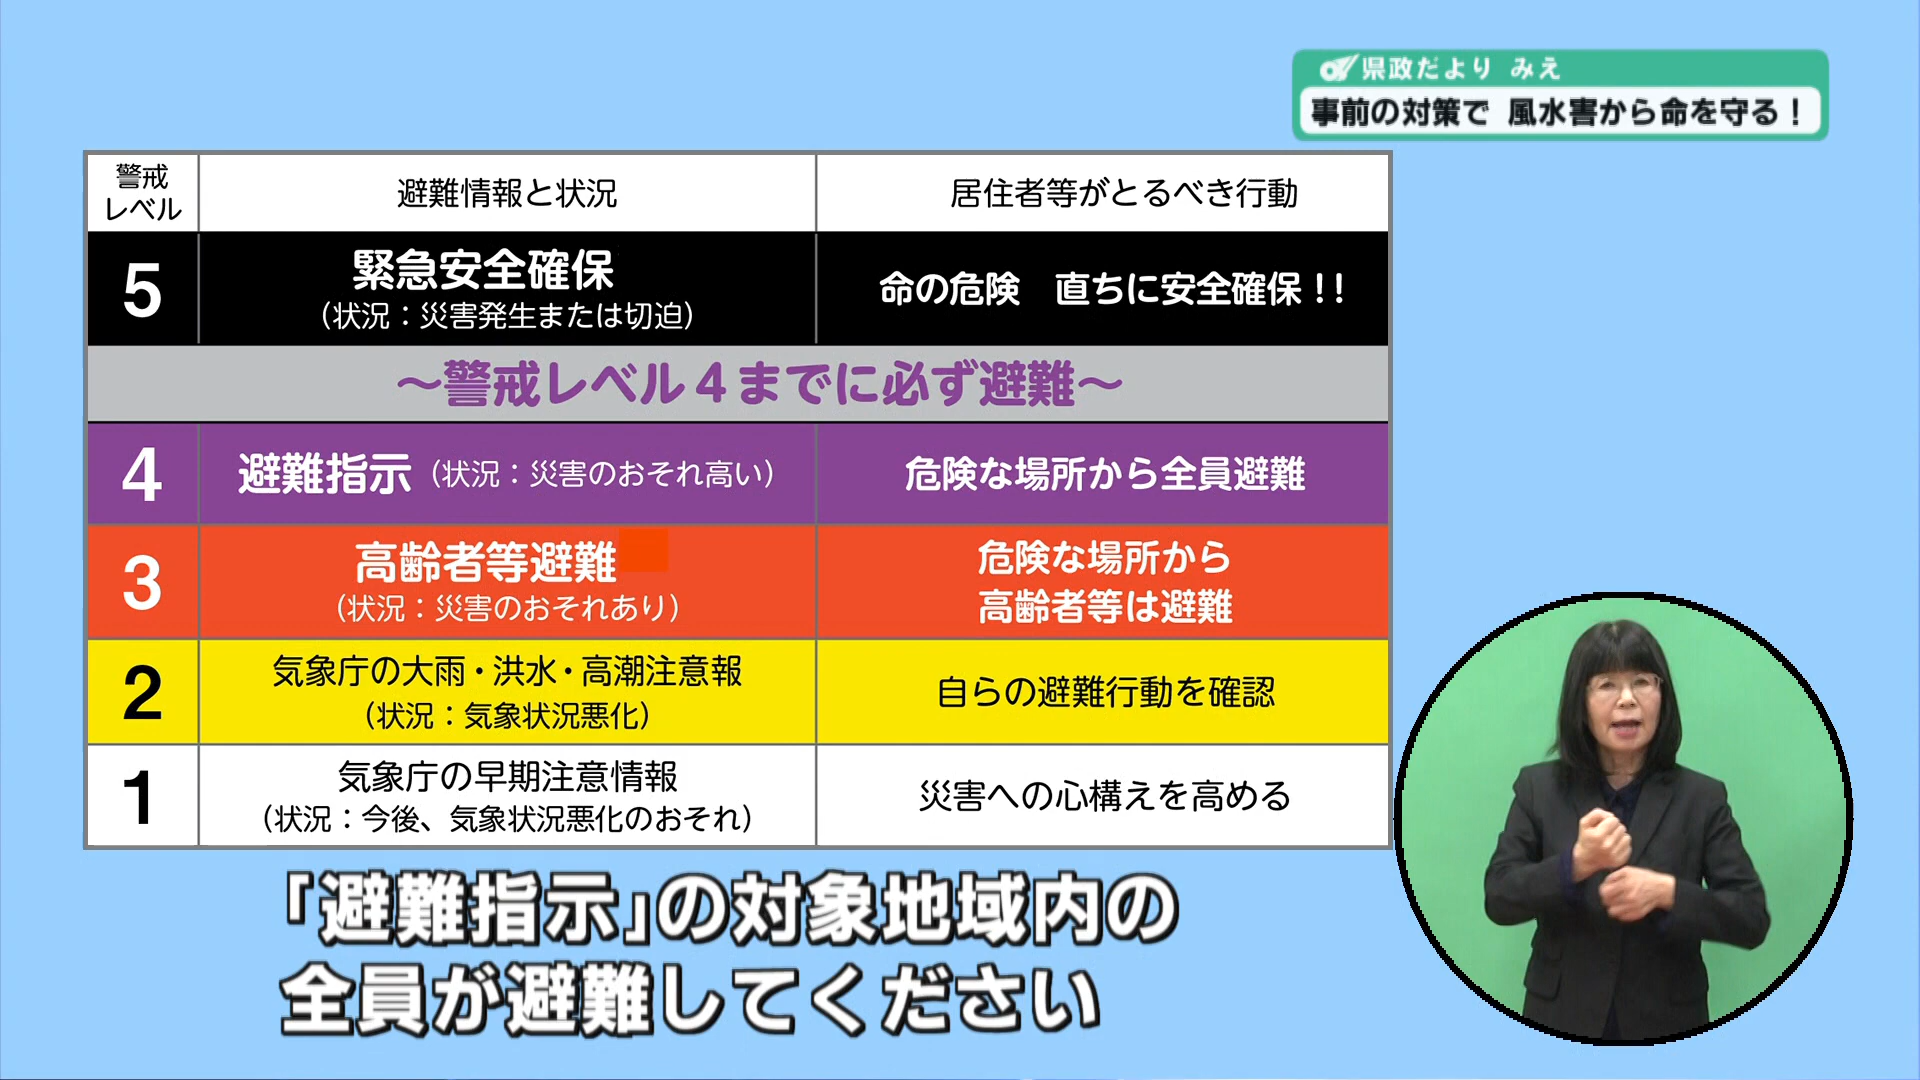 県政だより みえ
事前の対策で 風水害から命を守る！
警戒
レベル
避難情報と状況
居住者等がとるべき行動
5
緊急安全確保
（状況：災害発生または切迫）
命の危険　直ちに安全確保！！
～警戒レベル４までに必ず避難～
4
避難指示（状況：災害のおそれ高い）
危険な場所から全員避難
3
高齢者等避難
（状況：災害のおそれあり）
危険な場所から
高齢者等は避難
2
気象庁の大雨・洪水・高潮注意報
（状況：気象状況悪化）
自らの避難行動を確認
1
気象庁の早期注意情報
（状況：今後、気象状況悪化のおそれ）
災害への心構えを高める
「避難指示」の対象地域内の
全員が避難してください